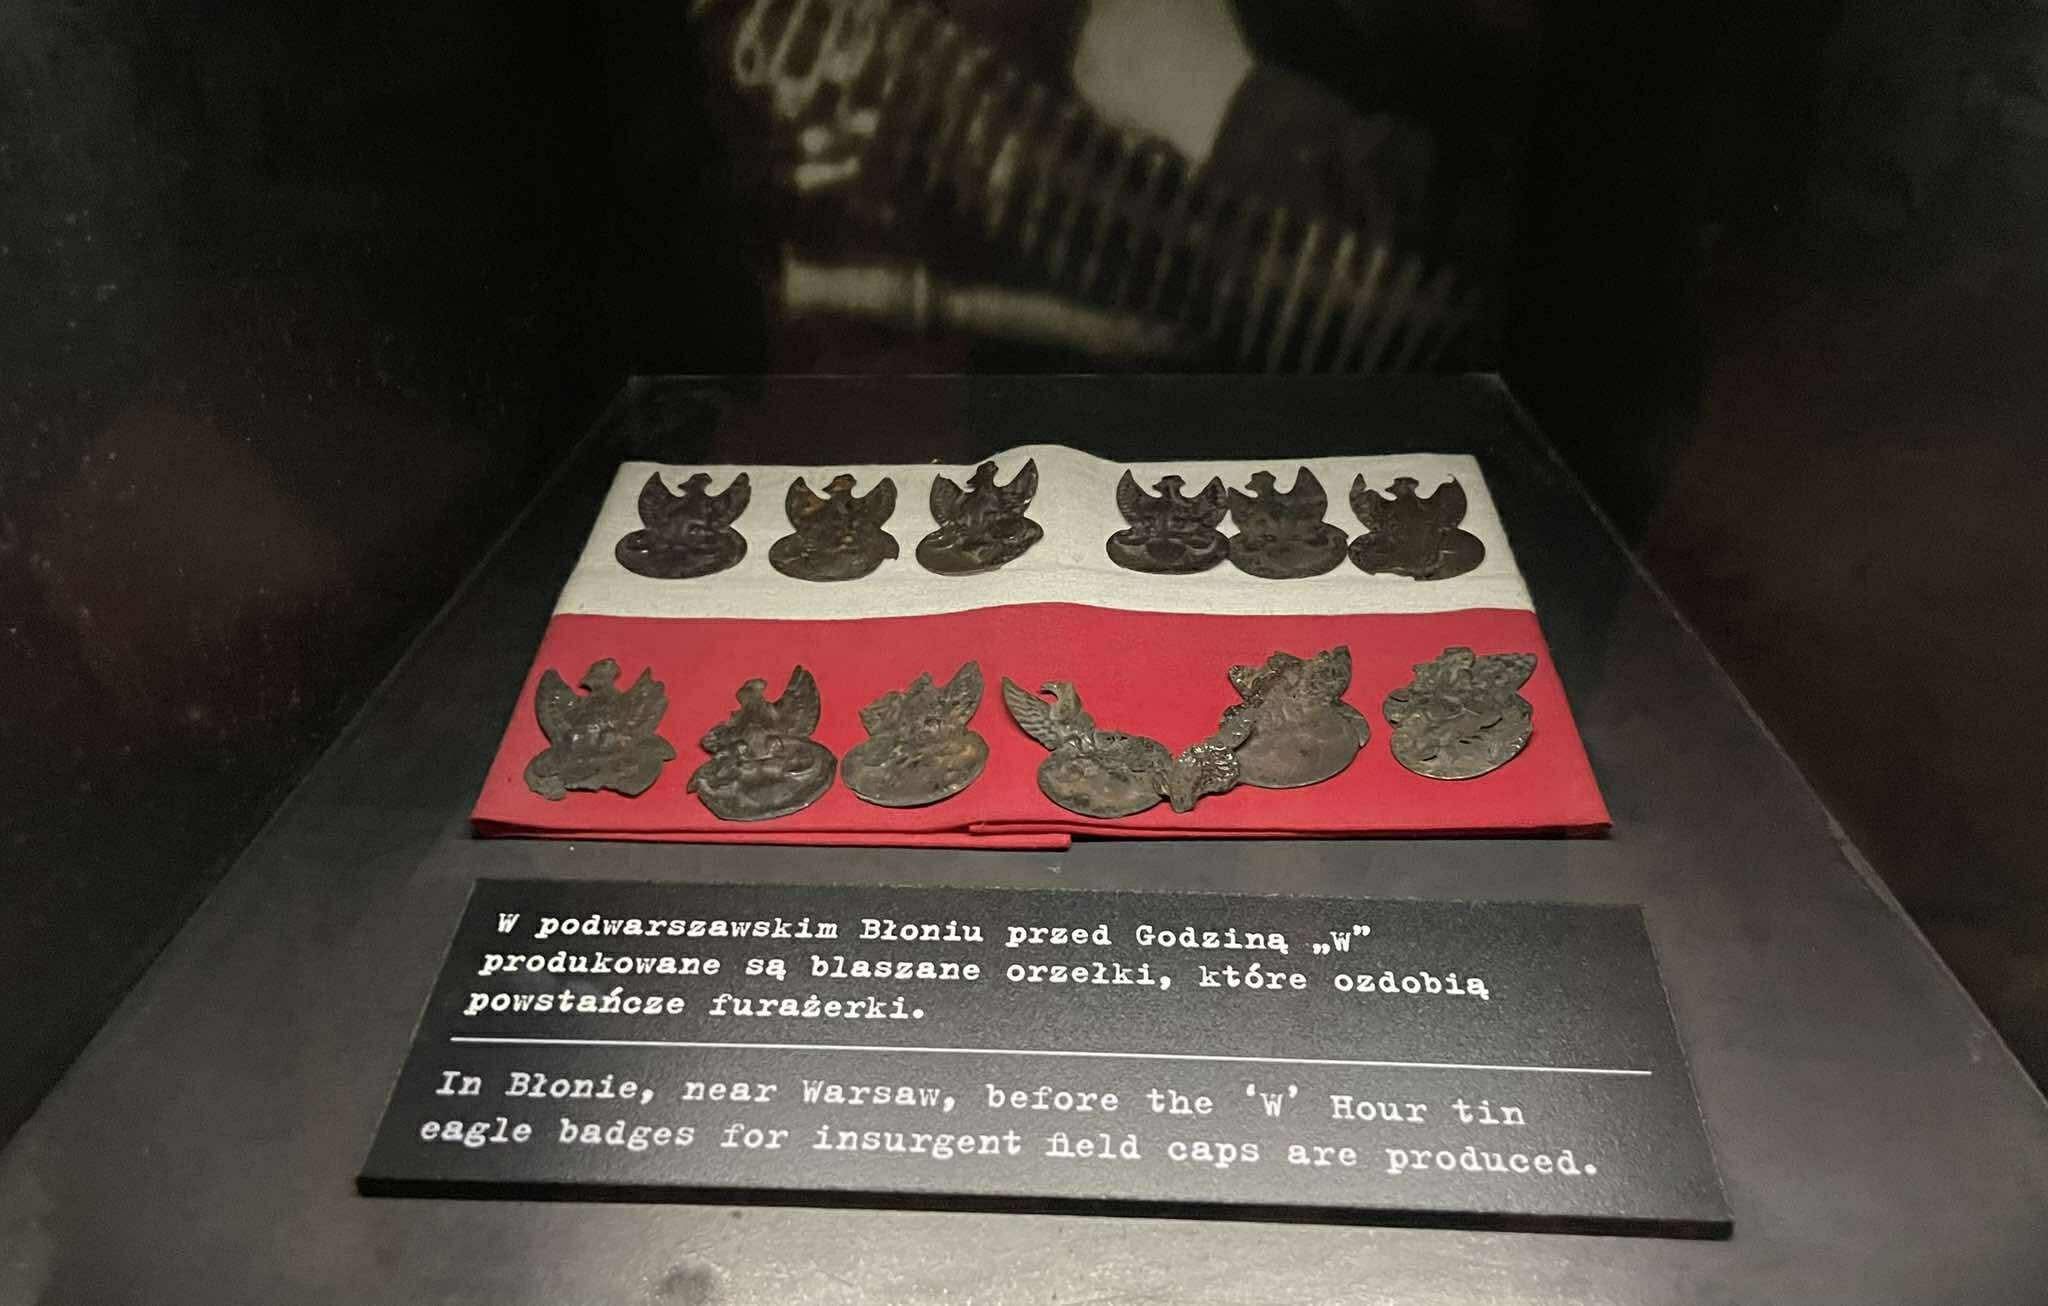 W podwarszawskim Błoniu przed Godziną „W”
produkowane są blaszane orzełki, które ozdobią
powstańcze furażerki.
In Błonie, near Warsaw, before the ‘W’ Hour tin
eagle badges for insurgent field caps are produced.